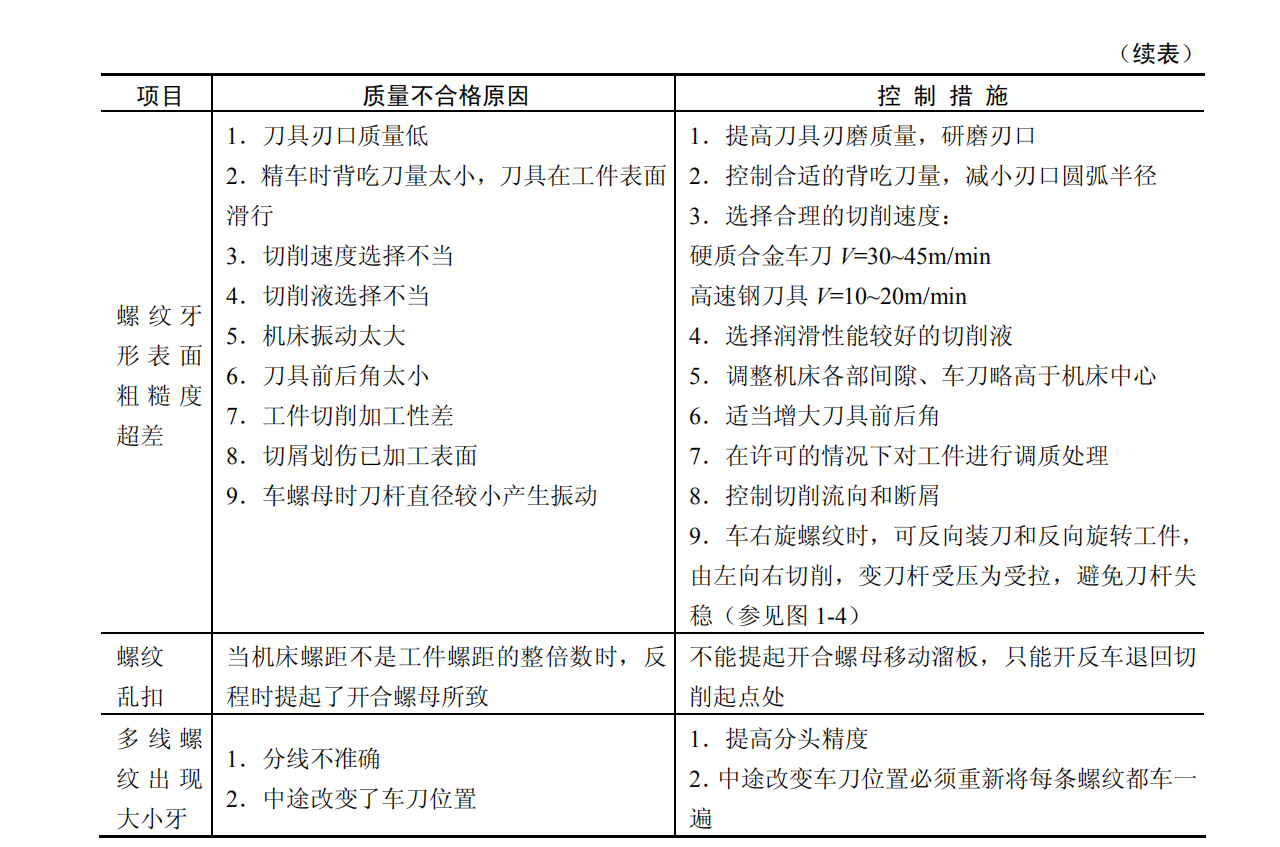 （续表）
项目 质量不合格原因 控 制 措 施
螺 纹 牙
形 表 面
粗 糙 度
超差
1．刀具刃口质量低
2．精车时背吃刀量太小，刀具在工件表面
滑行
3．切削速度选择不当
4．切削液选择不当
5．机床振动太大
6．刀具前后角太小
7．工件切削加工性差
8．切屑划伤已加工表面
9．车螺母时刀杆直径较小产生振动
1．提高刀具刃磨质量，研磨刃口
2．控制合适的背吃刀量，减小刃口圆弧半径
3．选择合理的切削速度：
硬质合金车刀 V=30~45m/min
高速钢刀具 V=10~20m/min
4．选择润滑性能较好的切削液
5．调整机床各部间隙、车刀略高于机床中心
6．适当增大刀具前后角
7．在许可的情况下对工件进行调质处理
8．控制切削流向和断屑
9．车右旋螺纹时，可反向装刀和反向旋转工件，
由左向右切削，变刀杆受压为受拉，避免刀杆失
稳（参见图 1-4）
螺纹
乱扣
当机床螺距不是工件螺距的整倍数时，反
程时提起了开合螺母所致
不能提起开合螺母移动溜板，只能开反车退回切
削起点处
多 线 螺
纹 出 现
大小牙
1．分线不准确
2．中途改变了车刀位置
1．提高分头精度
2．中途改变车刀位置必须重新将每条螺纹都车一
遍